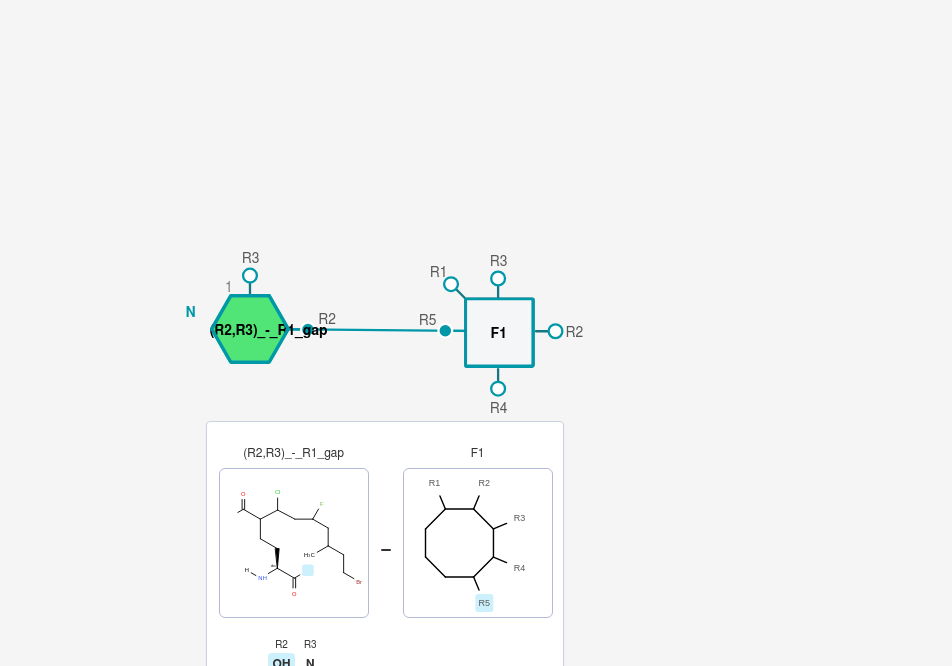 R3
R1
R3
1
N
(R2,R3)_-_R1_gap
R2
R5
F1
R2
R4
(R2,R3)_-_R1_gap
F1
O
Cl
F
H₃C
H
NH
O
Br
R1
R2
R3
R4
R5
–
R2
R3
OH
N